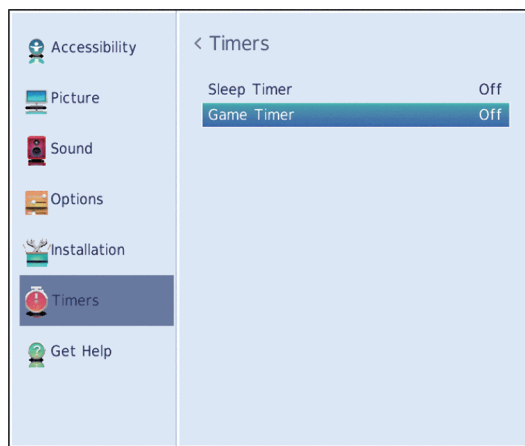 Accessibility
Picture
Sound
Options
Installation
Timers
Get Help
< Timers
Sleep Timer Off
Game Timer Off